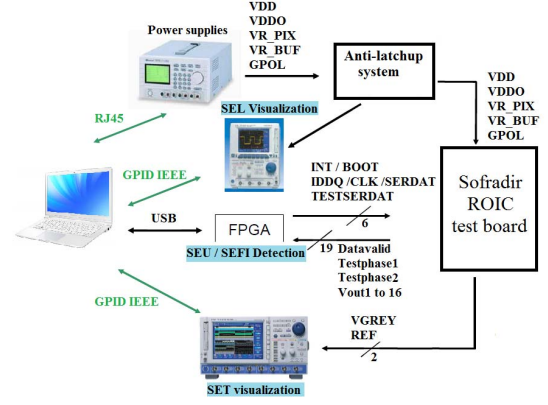 Power supplies
VDD
VDDO
VR_PIX
VR_BUF
GPOL
Anti-latchup
system
VDD
VDDO
VR_PIX
VR_BUF
GPOL
RJ45
SEL Visualization
GPID IEEE
INT / BOOT
IDDQ /CLK /SERDAT
TESTSERDAT
6
Sofradir
ROIC
test board
USB
FPGA
SEU / SEFI Detection
19
Datavalid
Testphase1
Testphase2
Vout1 to 16
GPID IEEE
VGREY
REF
2
SET visualization